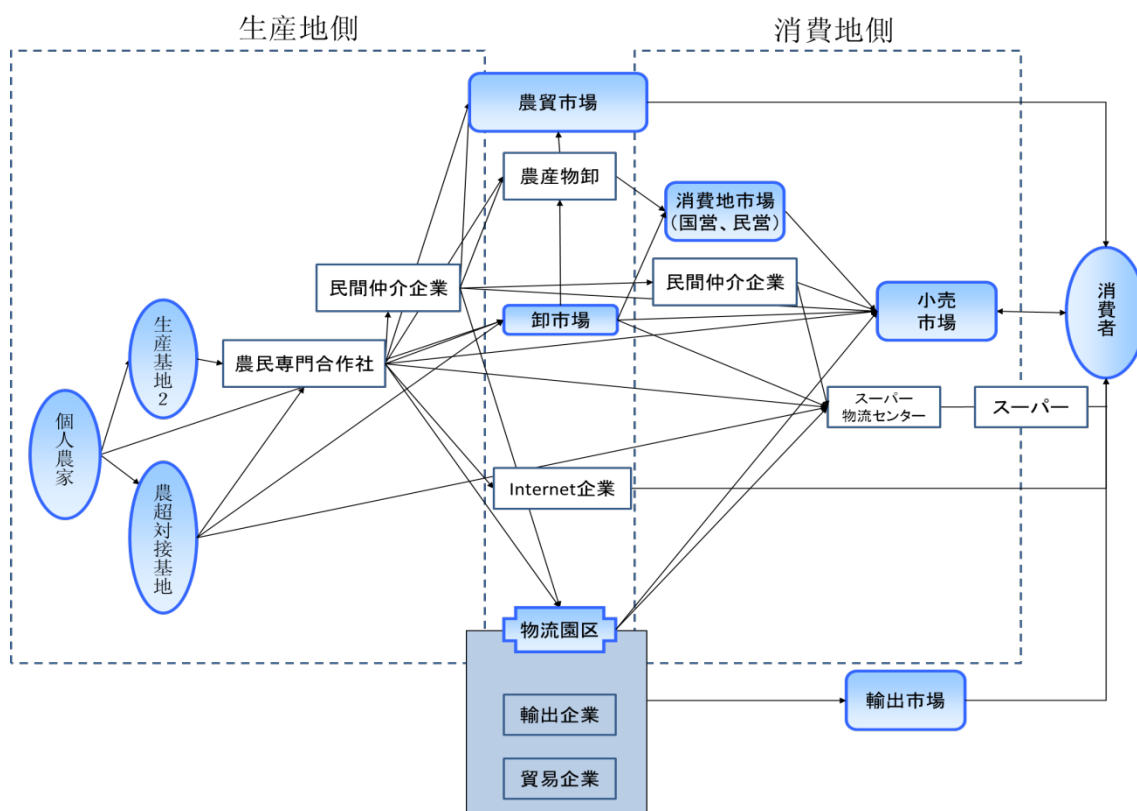 生産地側
消費地側
農貿市場
農産物卸
消費地市場
（国営、民営）
民間仲介企業
民間仲介企業
卸市場
小売
市場
消費者
生産基地２
農民専門合作社
個人農家
農超対接基地
スーパー
物流センター
スーパー
Internet企業
物流園区
輸出企業
貿易企業
輸出市場